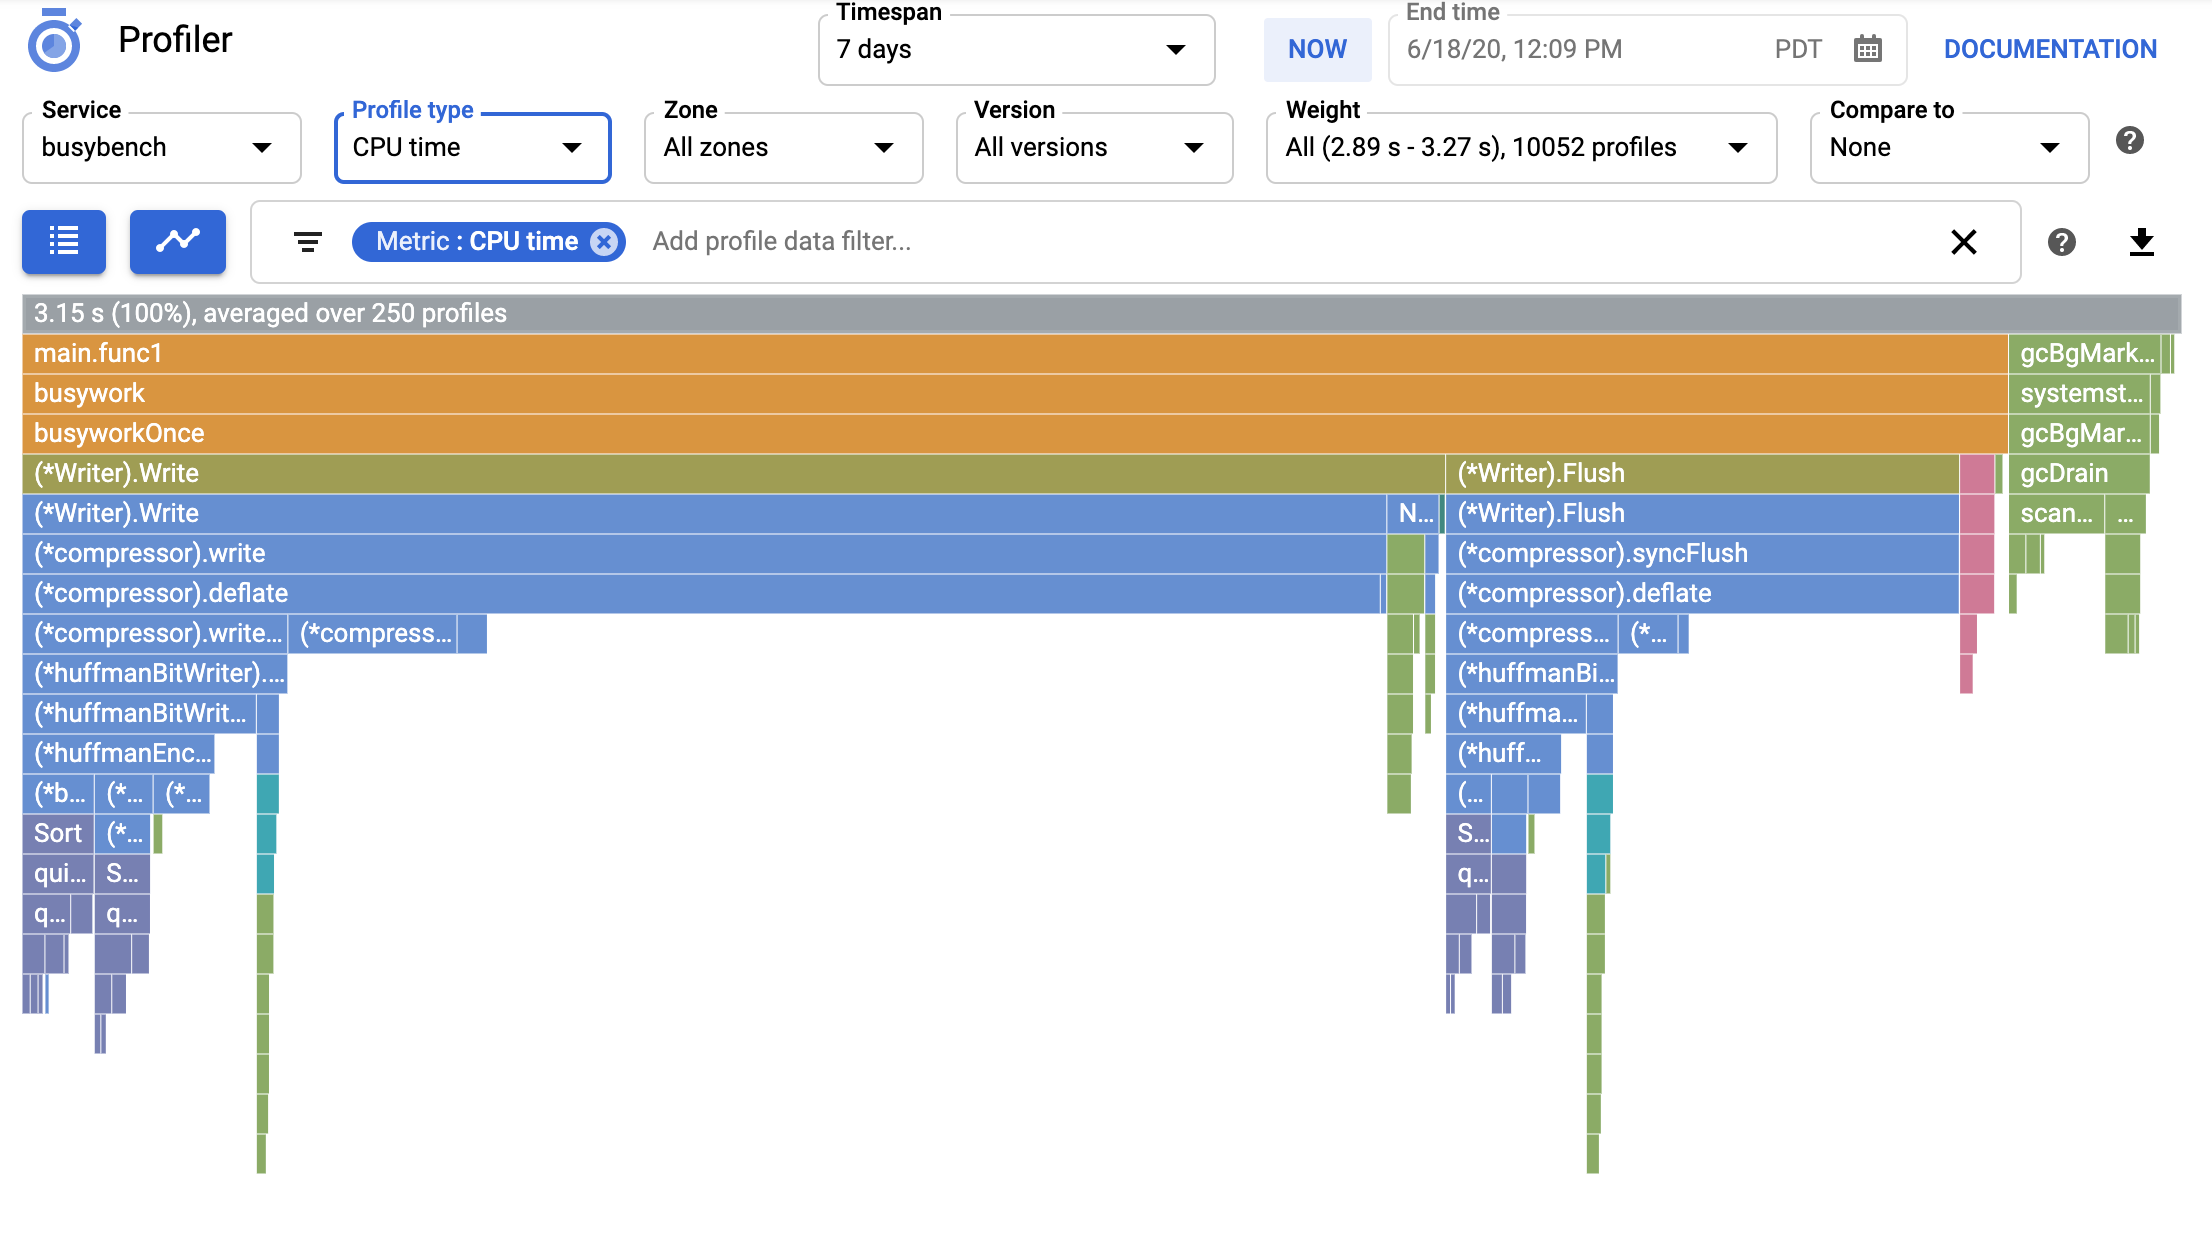 Profiler
Timespan
7 days
NOW
End time
6/18/20, 12:09 PM PDT
DOCUMENTATION
Service
busybench
Profile type
CPU time
Zone
All zones
Version
All versions
Weight
All (2.89 s - 3.27 s), 10052 profiles
Compare to
None
Metric : CPU time
Add profile data filter...
3.15 s (100%), averaged over 250 profiles
main.func1 gcBgMark...
busywork systemst...
busyworkOnce gcBgMar...
(*Writer).Write (*Writer).Flush gcDrain
(*Writer).Write N... (*Writer).Flush scan... ...
(*compressor).write (*compressor).syncFlush
(*compressor).deflate (*compressor).deflate
(*compressor).write... (*compress... (*compress... (*...
(*huffmanBitWriter).... (*huffmanBi...
(*huffmanBitWrit... (*huffma...
(*huffmanEnc... (*huff...
(*b... (*... (*... (...
Sort (*... S...
qui... S... q...
q... q...